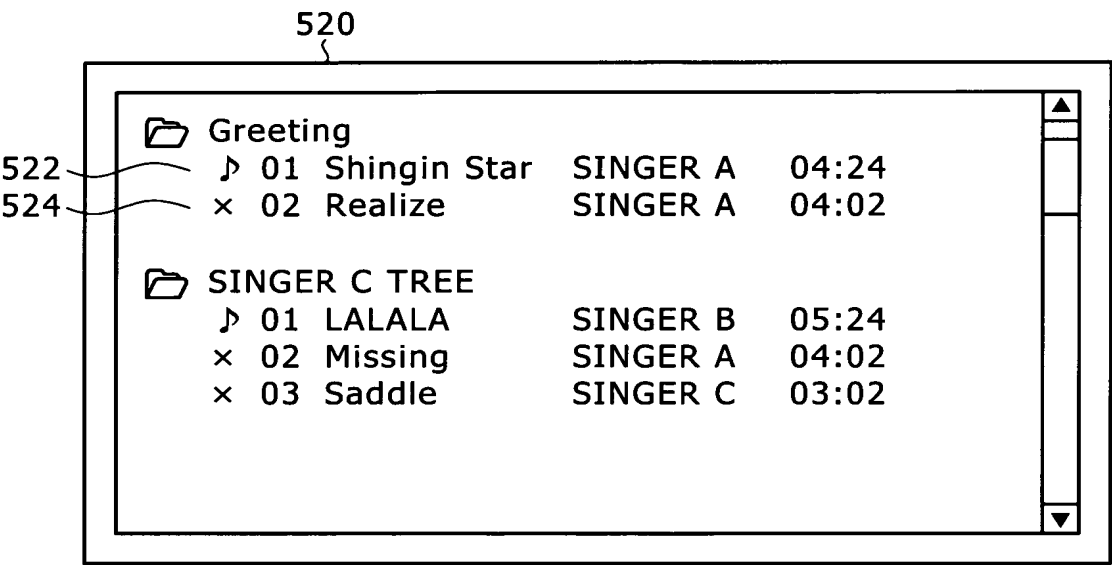 520
Greeting
522 ♪ 01 Shingin Star SINGER A 04:24
524 × 02 Realize SINGER A 04:02
SINGER C TREE
♪ 01 LALALA SINGER B 05:24
× 02 Missing SINGER A 04:02
× 03 Saddle SINGER C 03:02